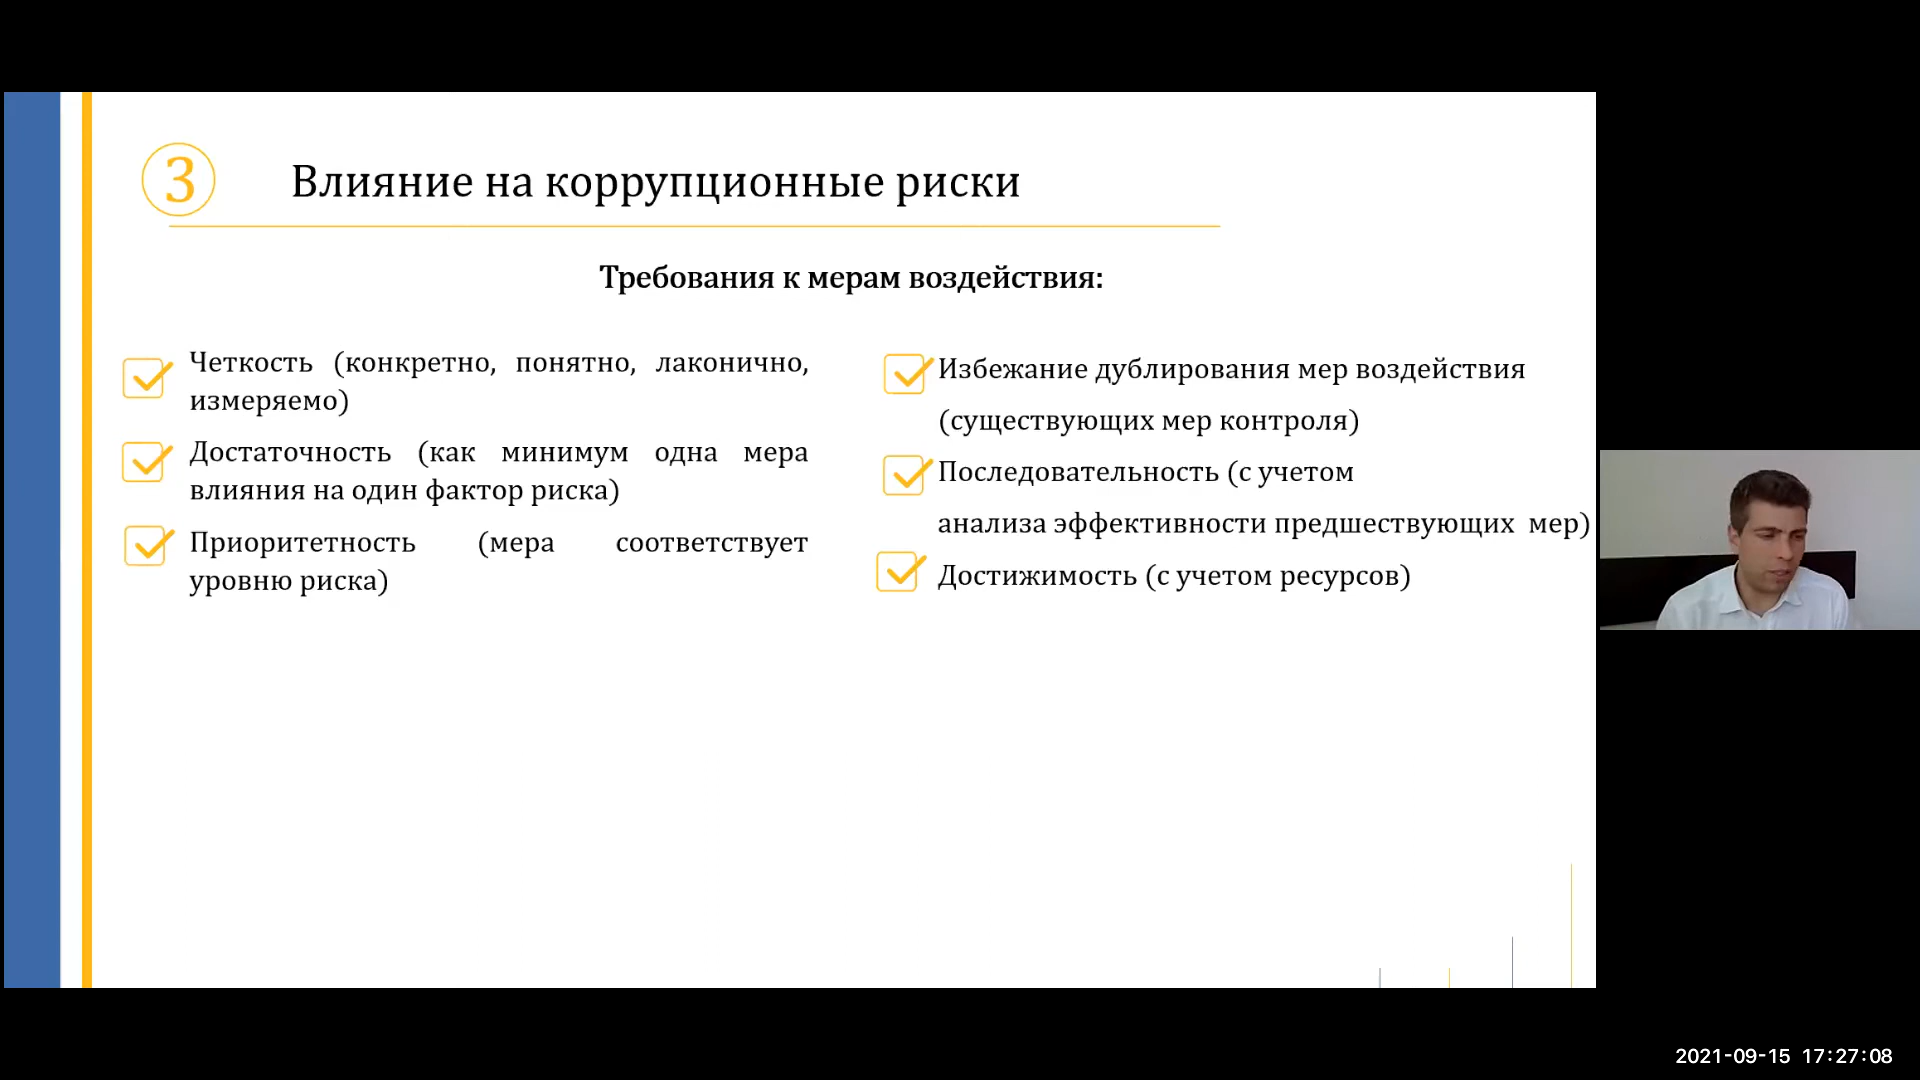 3
Влияние на коррупционные риски
Требования к мерам воздействия:
Четкость (конкретно, понятно, лаконично,
измеряемо)
Достаточность (как минимум одна мера
влияния на один фактор риска)
Приоритетность (мера соответствует
уровню риска)
Избежание дублирования мер воздействия
(существующих мер контроля)
Последовательность (с учетом
анализа эффективности предшествующих мер)
Достижимость (с учетом ресурсов)
2021-09-15 17:27:08